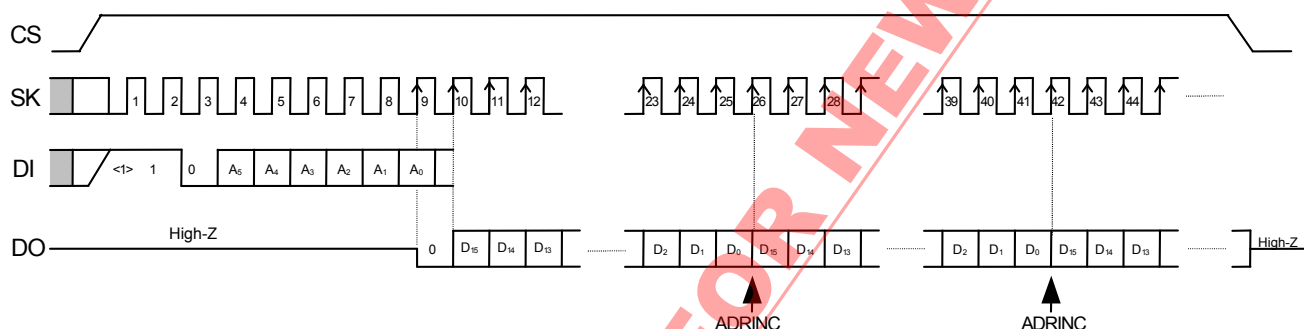 CS
SK 1 2 3 4 5 6 7 8 9 10 11 12 23 24 25 26 27 28 39 40 41 42 43 44
DI <1> 1 0 A5 A4 A3 A2 A1 A0
DO High-Z 0 D15 D14 D13 D2 D1 D0 D15 D14 D13 D2 D1 D0 D15 D14 D13 High-Z
ADRINC ADRINC
FOR NEW